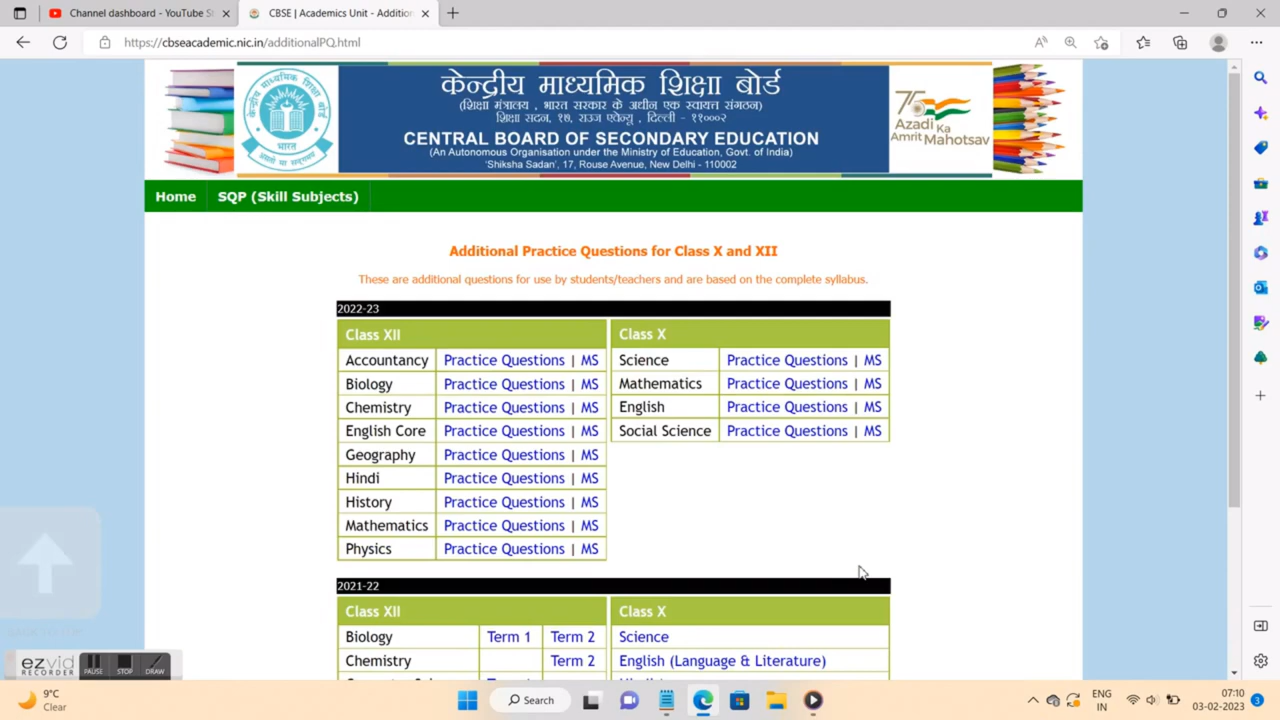 Channel dashboard - YouTube St
CBSE | Academics Unit - Addition
https://cbseacademic.nic.in/additionalPQ.html
केन्द्रीय माध्यमिक शिक्षा बोर्ड
(शिक्षा मंत्रालय , भारत सरकार के अधीन एक स्वायत्त संगठन)
शिक्षा सदन, १७, राउज एवेन्यू, दिल्ली - ११०००२
CENTRAL BOARD OF SECONDARY EDUCATION
(An Autonomous Organisation under the Ministry of Education, Govt. of India)
'Shiksha Sadan', 17, Rouse Avenue, New Delhi - 110002
भारत
75
Azadi Ka
Amrit Mahotsav
Home SQP (Skill Subjects)
Additional Practice Questions for Class X and XII
These are additional questions for use by students/teachers and are based on the complete syllabus.
2022-23
Class XII Class X
Accountancy Practice Questions | MS Science Practice Questions | MS
Biology Practice Questions | MS Mathematics Practice Questions | MS
Chemistry Practice Questions | MS English Practice Questions | MS
English Core Practice Questions | MS Social Science Practice Questions | MS
Geography Practice Questions | MS
Hindi Practice Questions | MS
History Practice Questions | MS
Mathematics Practice Questions | MS
Physics Practice Questions | MS
2021-22
Class XII Class X
Biology Term 1 Term 2 Science
Chemistry Term 2 English (Language & Literature)
ezvid
RECORDER
PAUSE STOP DRAW
9°C
Clear
Search
ENG
IN
07:10
03-02-2023
3